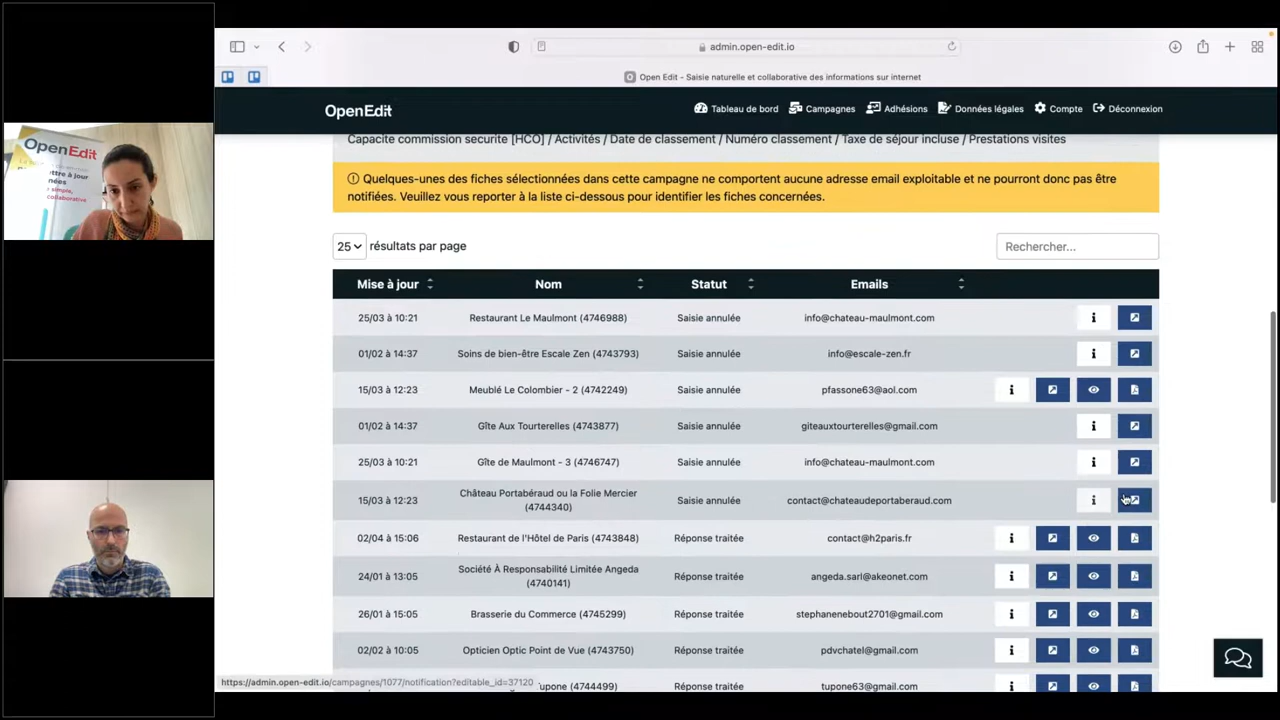 admin.open-edit.io
Open Edit - Saisie naturelle et collaborative des informations sur internet
OpenEdit
Tableau de bord Campagnes Adhésions Données légales Compte Déconnexion
Capacite commission securite [HCO] / Activités / Date de classement / Numéro classement / Taxe de séjour incluse / Prestations visites
Quelques-unes des fiches sélectionnées dans cette campagne ne comportent aucune adresse email exploitable et ne pourront donc pas être
notifiées. Veuillez vous reporter à la liste ci-dessous pour identifier les fiches concernées.
25 résultats par page Rechercher...
Mise à jour Nom Statut Emails
25/03 à 10:21 Restaurant Le Maulmont (4746988) Saisie annulée info@chateau-maulmont.com
01/02 à 14:37 Soins de bien-être Escale Zen (4743793) Saisie annulée info@escale-zen.fr
15/03 à 12:23 Meublé Le Colombier - 2 (4742249) Saisie annulée pfassone63@aol.com
01/02 à 14:37 Gîte Aux Tourterelles (4743877) Saisie annulée giteauxtourterelles@gmail.com
25/03 à 10:21 Gîte de Maulmont - 3 (4746747) Saisie annulée info@chateau-maulmont.com
15/03 à 12:23 Château Portabéraud ou la Folie Mercier
(4744340) Saisie annulée contact@chateaudeportaberaud.com
02/04 à 15:06 Restaurant de l'Hôtel de Paris (4743848) Réponse traitée contact@h2paris.fr
24/01 à 13:05 Société À Responsabilité Limitée Angeda
(4740141) Réponse traitée angeda.sarl@akeonet.com
26/01 à 15:05 Brasserie du Commerce (4745299) Réponse traitée stephanenebout2701@gmail.com
02/02 à 10:05 Opticien Optic Point de Vue (4743750) Réponse traitée pdvchatel@gmail.com
upone (4744499) Réponse traitée tupone63@gmail.com
https://admin.open-edit.io/campagnes/1077/notification?editable_id=37120
OpenEdit